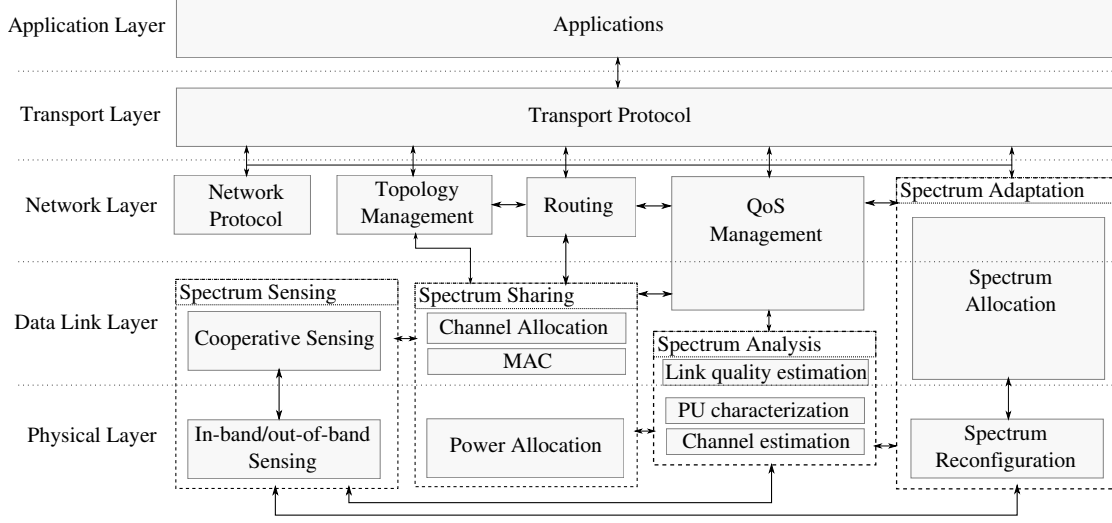 Application Layer
Applications
Transport Layer
Transport Protocol
Network Layer
Network
Protocol
Topology
Management
Routing
QoS
Management
Spectrum Adaptation
Spectrum
Allocation
Data Link Layer
Spectrum Sensing
Cooperative Sensing
Spectrum Sharing
Channel Allocation
MAC
Spectrum Analysis
Link quality estimation
Physical Layer
In-band/out-of-band
Sensing
Power Allocation
PU characterization
Channel estimation
Spectrum
Reconfiguration